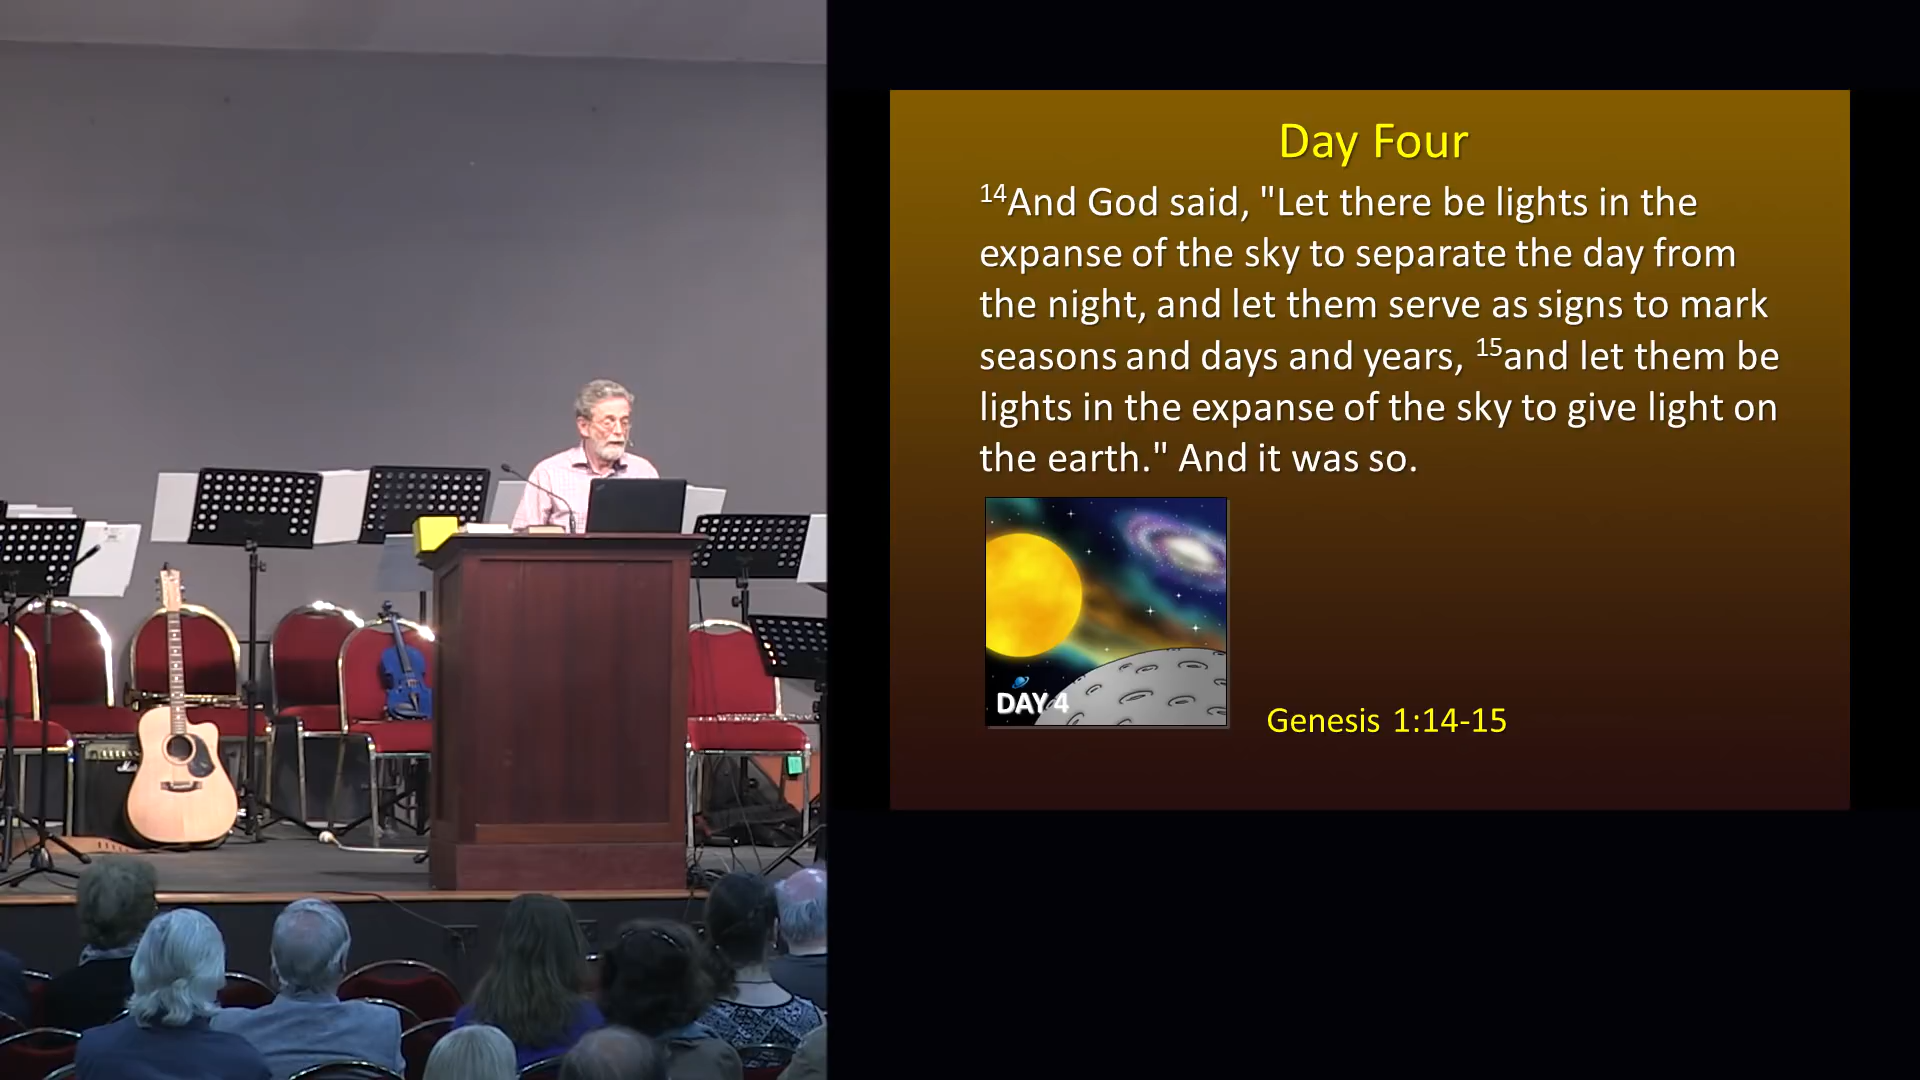 Day Four
14And God said, "Let there be lights in the
expanse of the sky to separate the day from
the night, and let them serve as signs to mark
seasons and days and years, 15and let them be
lights in the expanse of the sky to give light on
the earth." And it was so.
DAY 4
Genesis 1:14-15